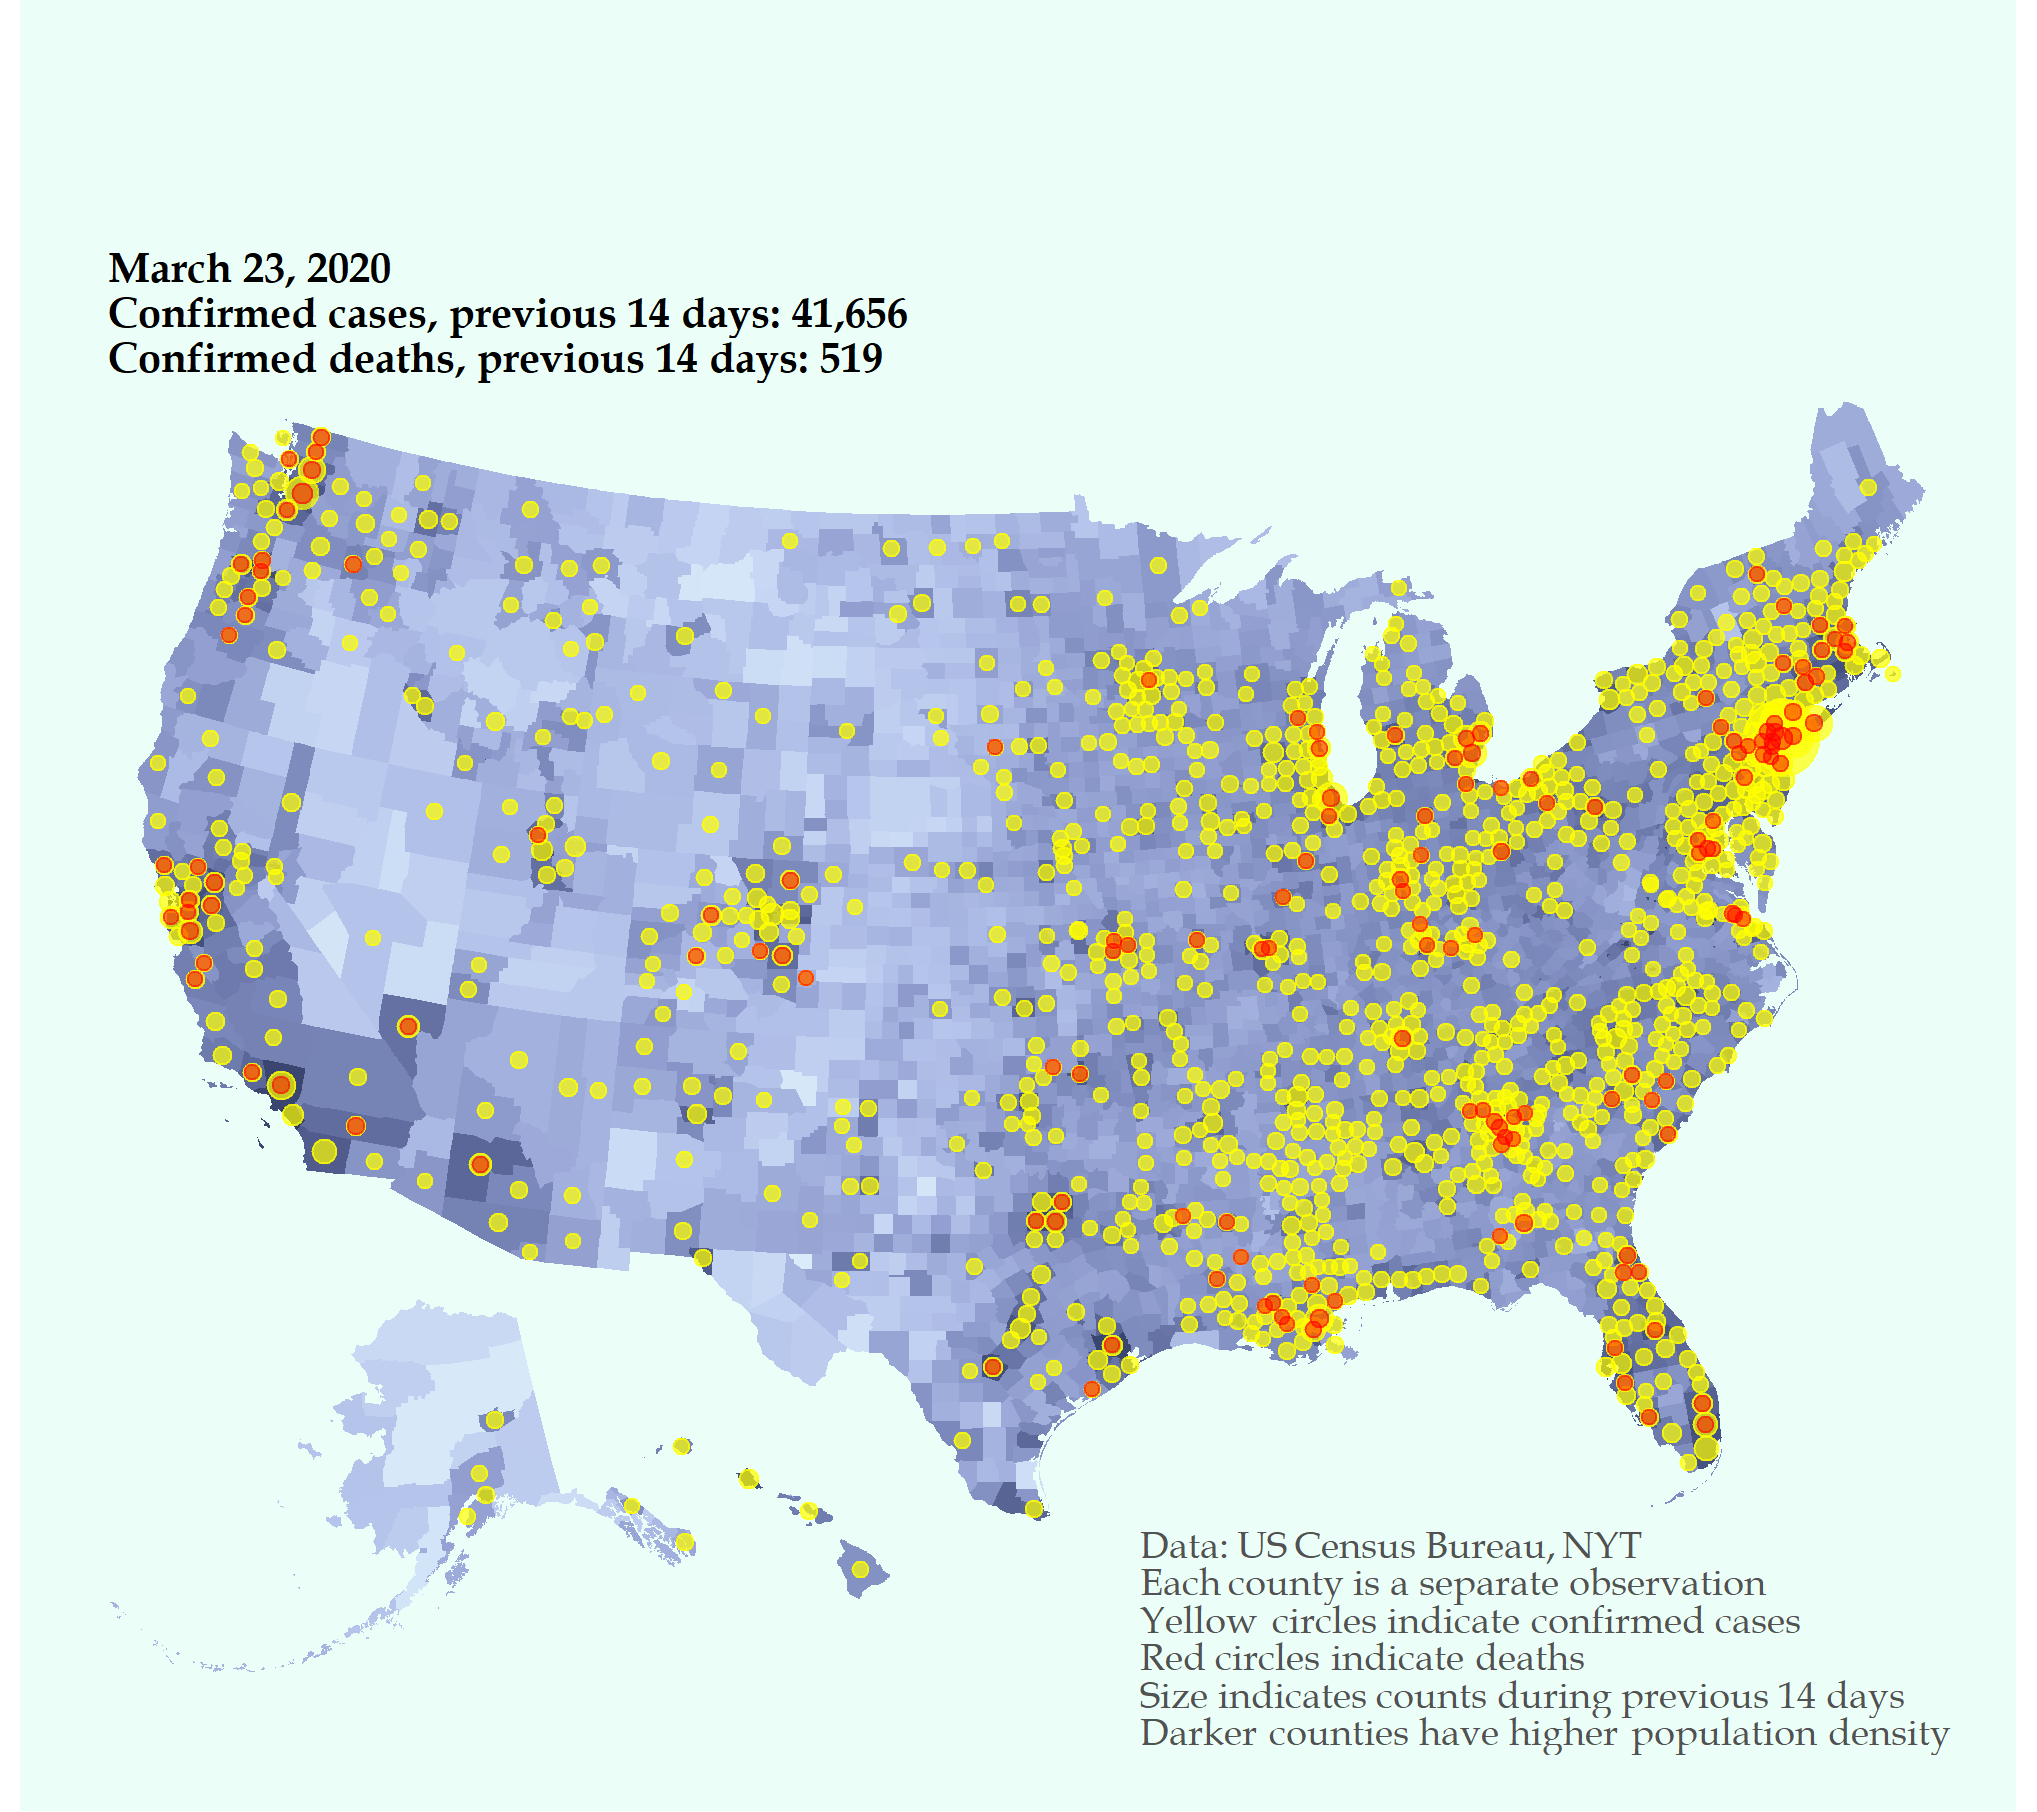 March 23, 2020
Confirmed cases, previous 14 days: 41,656
Confirmed deaths, previous 14 days: 519
Data: US Census Bureau, NYT
Each county is a separate observation
Yellow circles indicate confirmed cases
Red circles indicate deaths
Size indicates counts during previous 14 days
Darker counties have higher population density